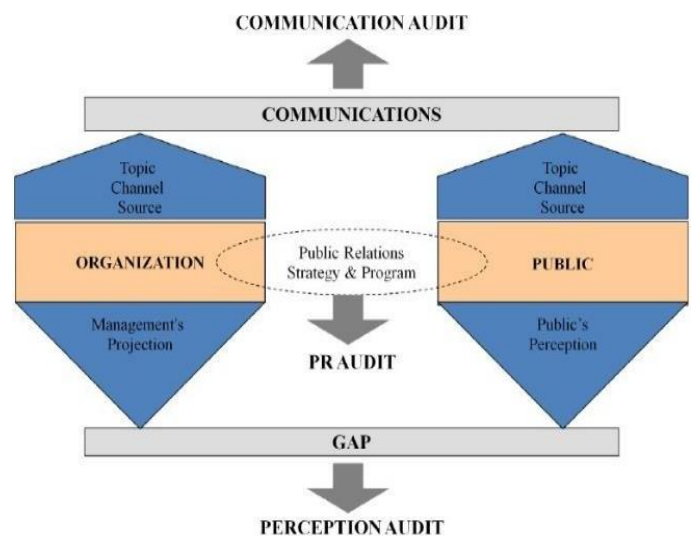 COMMUNICATION AUDIT
COMMUNICATIONS
Topic
Channel
Source
Topic
Channel
Source
ORGANIZATION
Public Relations
Strategy & Program
PUBLIC
Management's
Projection
Public's
Perception
PR AUDIT
GAP
PERCEPTION AUDIT